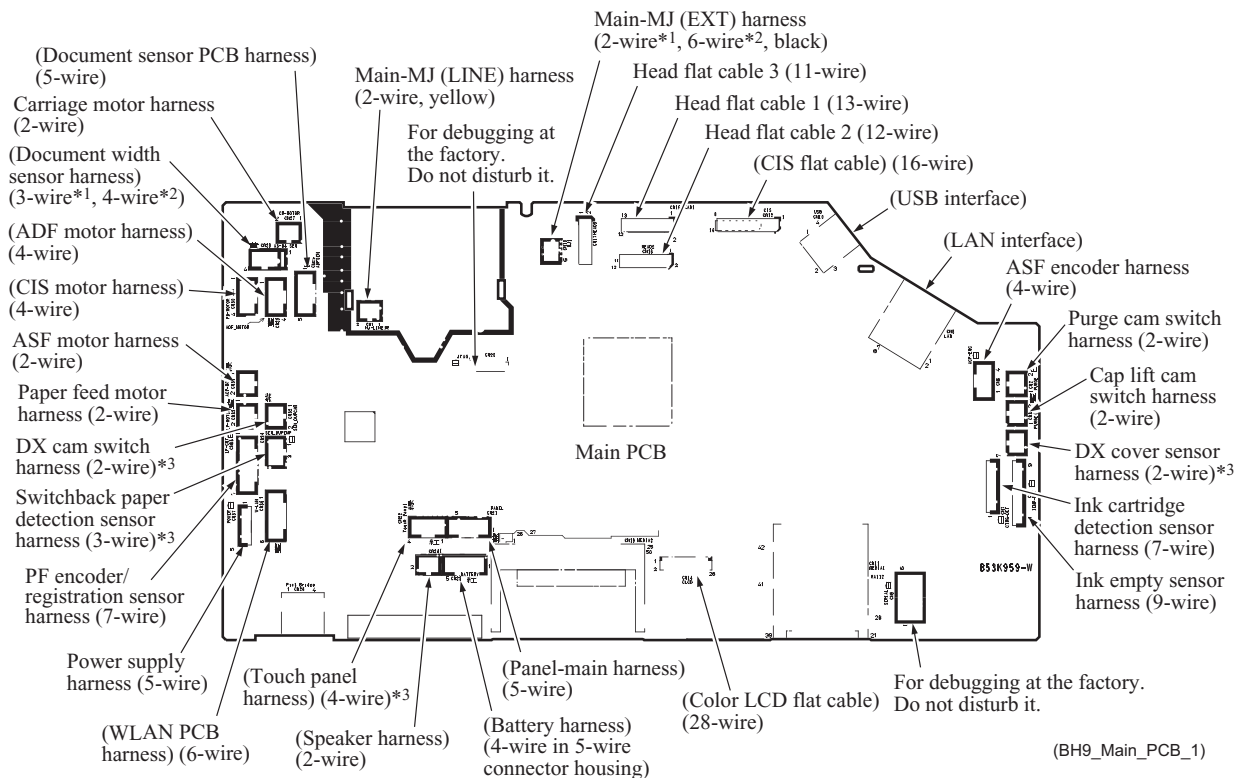 Main-MJ (EXT) harness
(2-wire*1, 6-wire*2, black)
(Document sensor PCB harness)
(5-wire)
Main-MJ (LINE) harness
(2-wire, yellow)
Head flat cable 3 (11-wire)
Carriage motor harness
(2-wire)
Head flat cable 1 (13-wire)
For debugging at
the factory.
Do not disturb it.
Head flat cable 2 (12-wire)
(Document width
sensor harness)
(3-wire*1, 4-wire*2)
(CIS flat cable) (16-wire)
(USB interface)
(ADF motor harness)
(4-wire)
(LAN interface)
(CIS motor harness)
(4-wire)
ASF encoder harness
(4-wire)
ASF motor harness
(2-wire)
Purge cam switch
harness (2-wire)
Paper feed motor
harness (2-wire)
Cap lift cam
switch harness
(2-wire)
Main PCB
DX cam switch
harness (2-wire)*3
DX cover sensor
harness (2-wire)*3
Switchback paper
detection sensor
harness (3-wire)*3
Ink cartridge
detection sensor
harness (7-wire)
PF encoder/
registration sensor
harness (7-wire)
B53K959-W
Ink empty sensor
harness (9-wire)
Power supply
harness (5-wire)
(Touch panel
harness) (4-wire)*3
(Panel-main harness)
(5-wire)
(Color LCD flat cable)
(28-wire)
For debugging at the factory.
Do not disturb it.
(WLAN PCB
harness) (6-wire)
(Speaker harness)
(2-wire)
(Battery harness)
(4-wire in 5-wire
connector housing)
(BH9_Main_PCB_1)